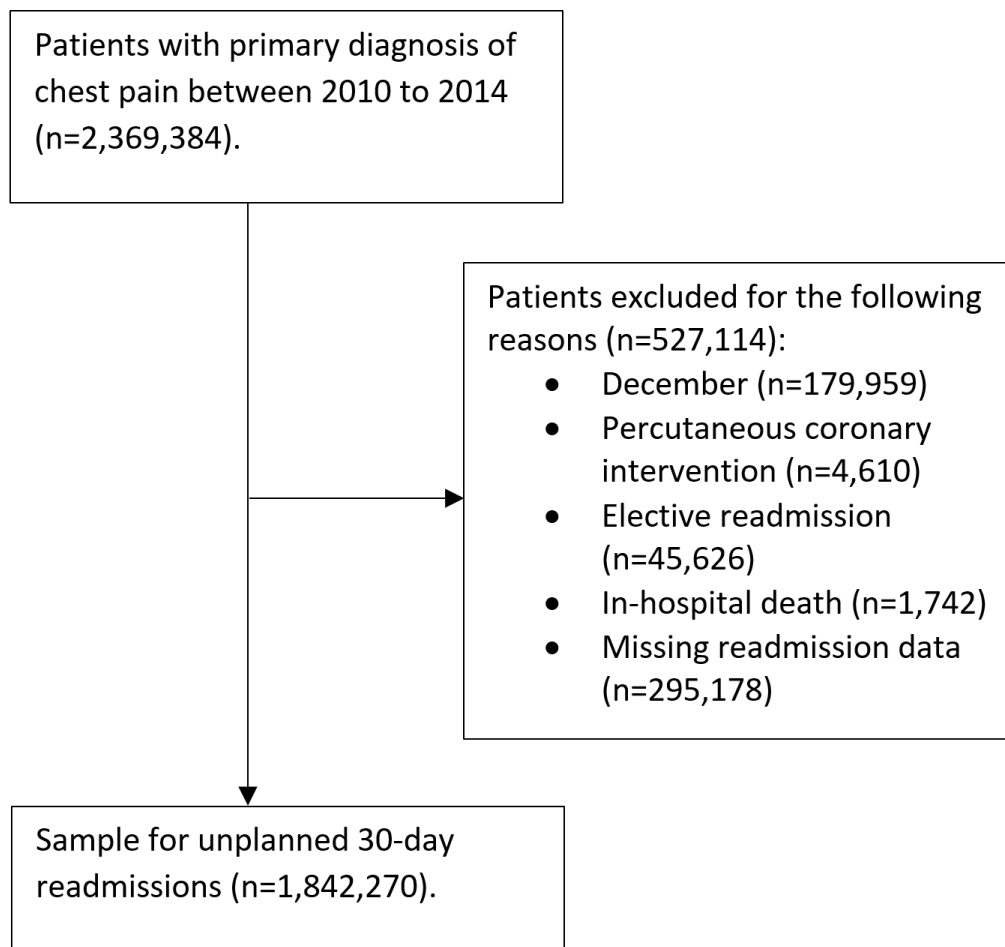 Patients with primary diagnosis of
chest pain between 2010 to 2014
(n=2,369,384).
Patients excluded for the following
reasons (n=527,114):
• December (n=179,959)
• Percutaneous coronary
intervention (n=4,610)
• Elective readmission
(n=45,626)
• In-hospital death (n=1,742)
• Missing readmission data
(n=295,178)
Sample for unplanned 30-day
readmissions (n=1,842,270).